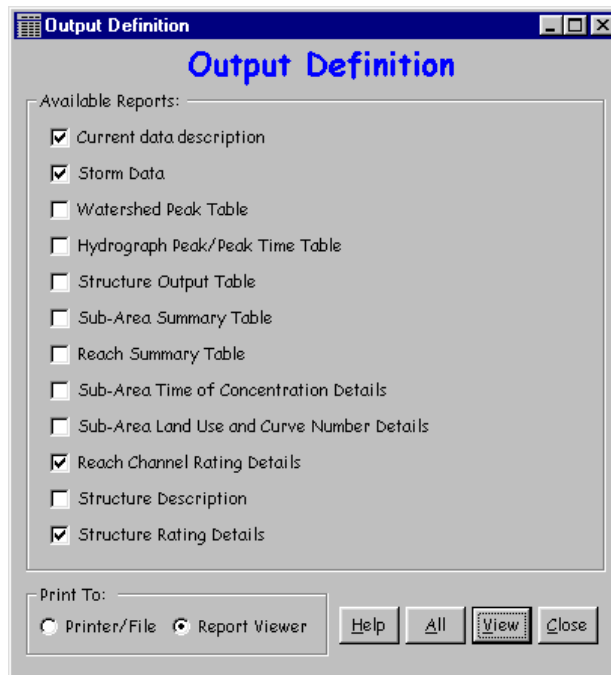 Output Definition
Output Definition
Available Reports:
Current data description
Storm Data
Watershed Peak Table
Hydrograph Peak/Peak Time Table
Structure Output Table
Sub-Area Summary Table
Reach Summary Table
Sub-Area Time of Concentration Details
Sub-Area Land Use and Curve Number Details
Reach Channel Rating Details
Structure Description
Structure Rating Details
Print To:
Printer/File Report Viewer Help All View Close